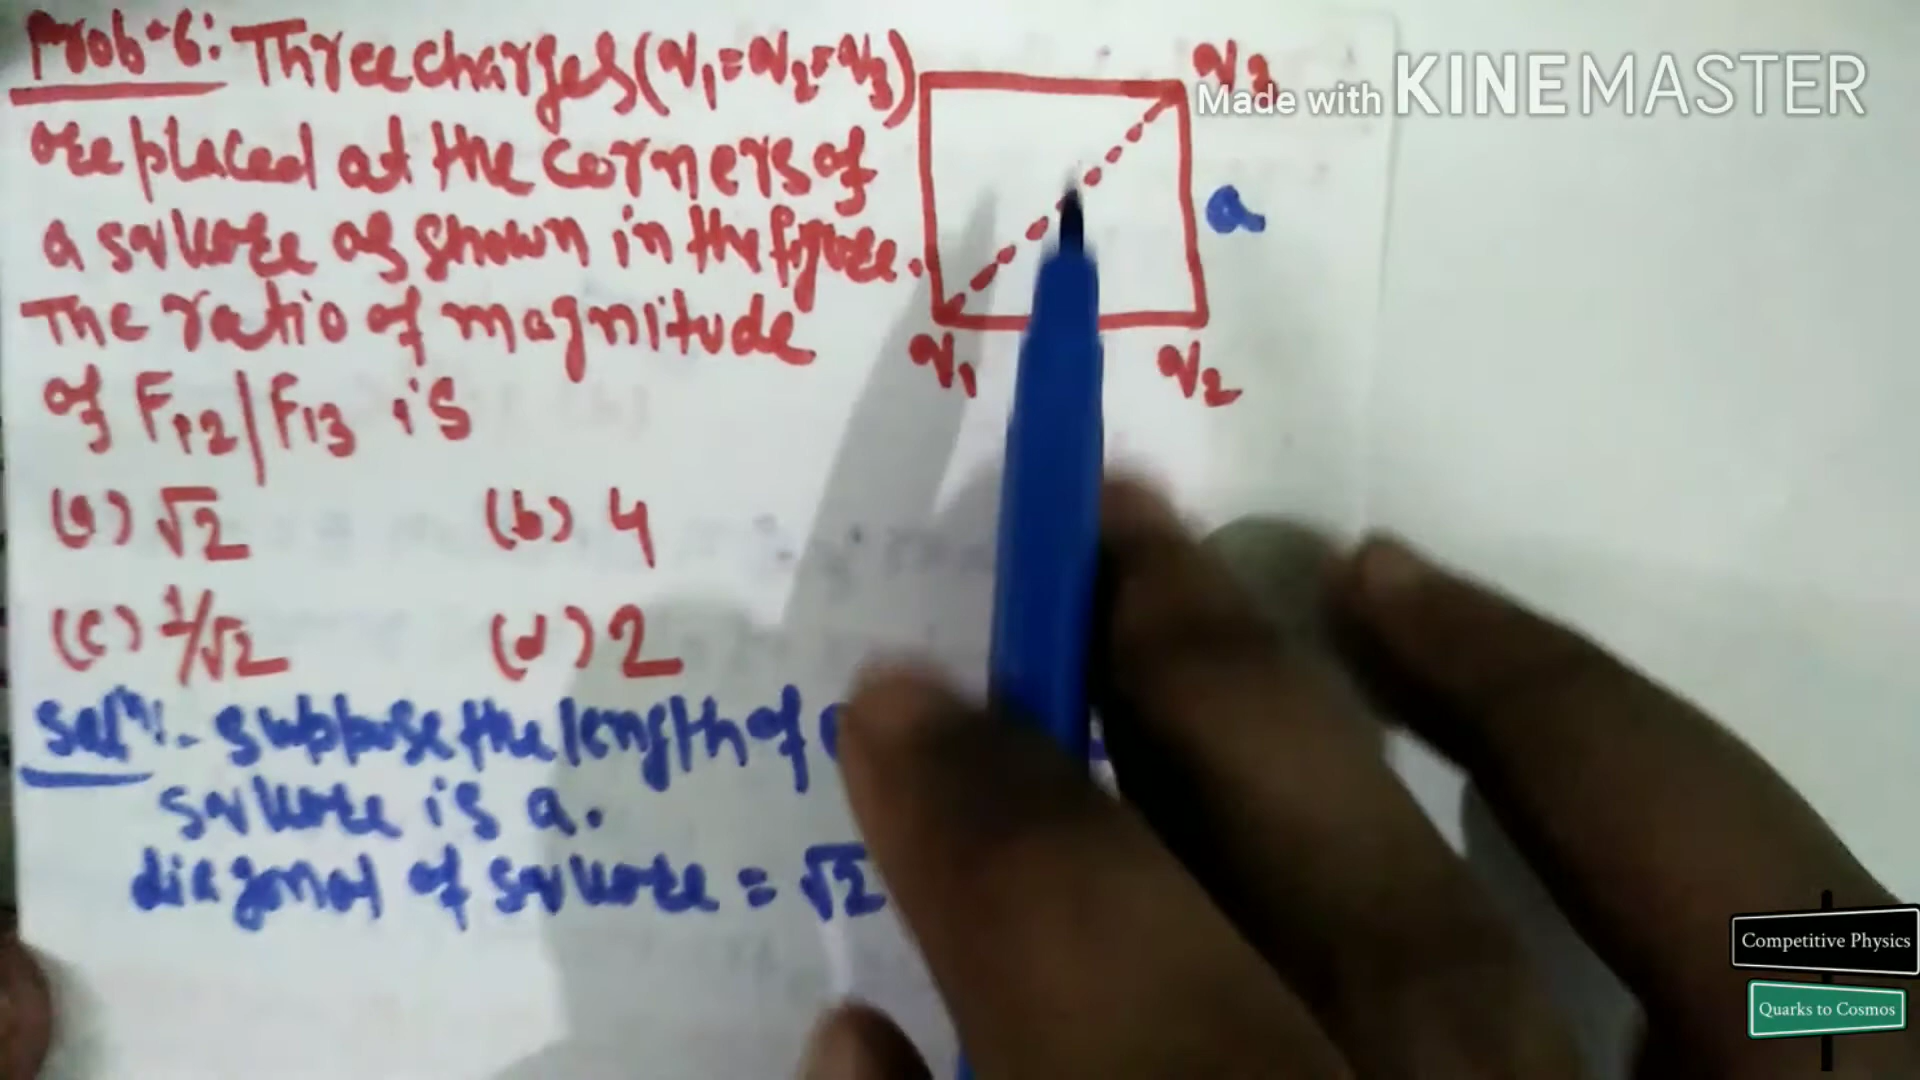 Prob-6: Three charges (q₁=q₂=q₃)
are placed at the corners of
a square as shown in the figure.
The ratio of magnitude
of F₁₂/F₁₃ is
(a) √2 (b) 4
(c) 1/√2 (d) 2
Solⁿ:- Suppose the length of
square is a.
diagonal of square = √2
q₃
a
q₁ q₂
Made with KINEMASTER
Competitive Physics
Quarks to Cosmos